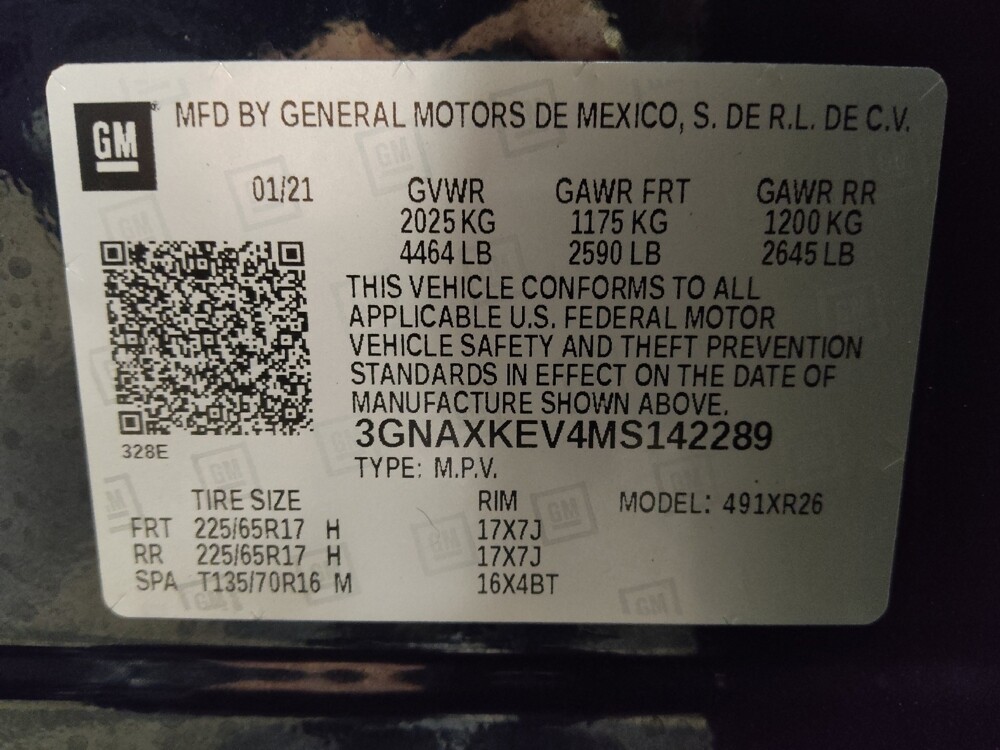 GM
MFD BY GENERAL MOTORS DE MEXICO, S. DE R.L. DE C.V.
01/21 GVWR GAWR FRT GAWR RR
2025 KG 1175 KG 1200 KG
4464 LB 2590 LB 2645 LB
THIS VEHICLE CONFORMS TO ALL
APPLICABLE U.S. FEDERAL MOTOR
VEHICLE SAFETY AND THEFT PREVENTION
STANDARDS IN EFFECT ON THE DATE OF
MANUFACTURE SHOWN ABOVE.
328E
3GNAXKEV4MS142289
TYPE: M.P.V.
TIRE SIZE RIM MODEL: 491XR26
FRT 225/65R17 H 17X7J
RR 225/65R17 H 17X7J
SPA T135/70R16 M 16X4BT